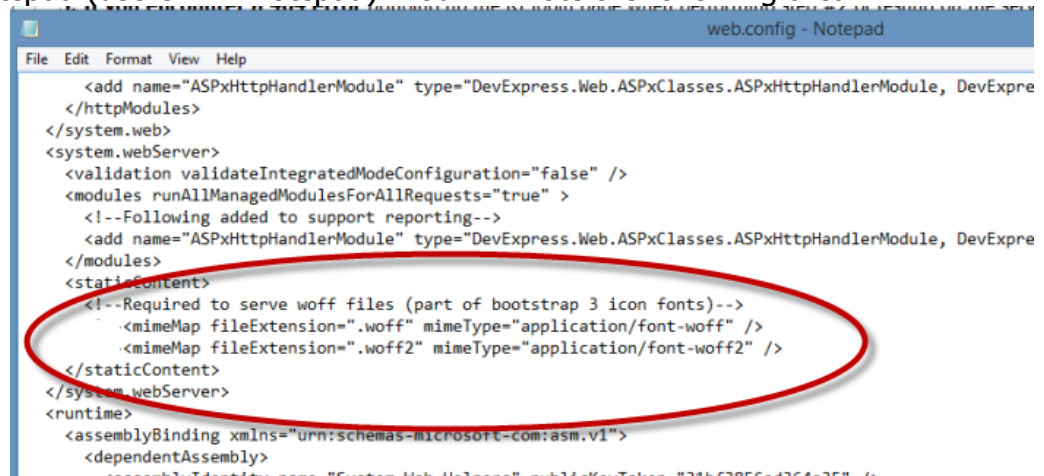 web.config - Notepad
File Edit Format View Help
<add name="ASPxHttpHandlerModule" type="DevExpress.Web.ASPxClasses.ASPxHttpHandlerModule, DevExpre
</httpModules>
</system.web>
<system.webServer>
<validation validateIntegratedModeConfiguration="false" />
<modules runAllManagedModulesForAllRequests="true" >
<!--Following added to support reporting-->
<add name="ASPxHttpHandlerModule" type="DevExpress.Web.ASPxClasses.ASPxHttpHandlerModule, DevExpre
</modules>
<staticContent>
<!--Required to serve woff files (part of bootstrap 3 icon fonts)-->
<mimeMap fileExtension=".woff" mimeType="application/font-woff" />
<mimeMap fileExtension=".woff2" mimeType="application/font-woff2" />
</staticContent>
</system.webServer>
<runtime>
<assemblyBinding xmlns="urn:schemas-microsoft-com:asm.v1">
<dependentAssembly>